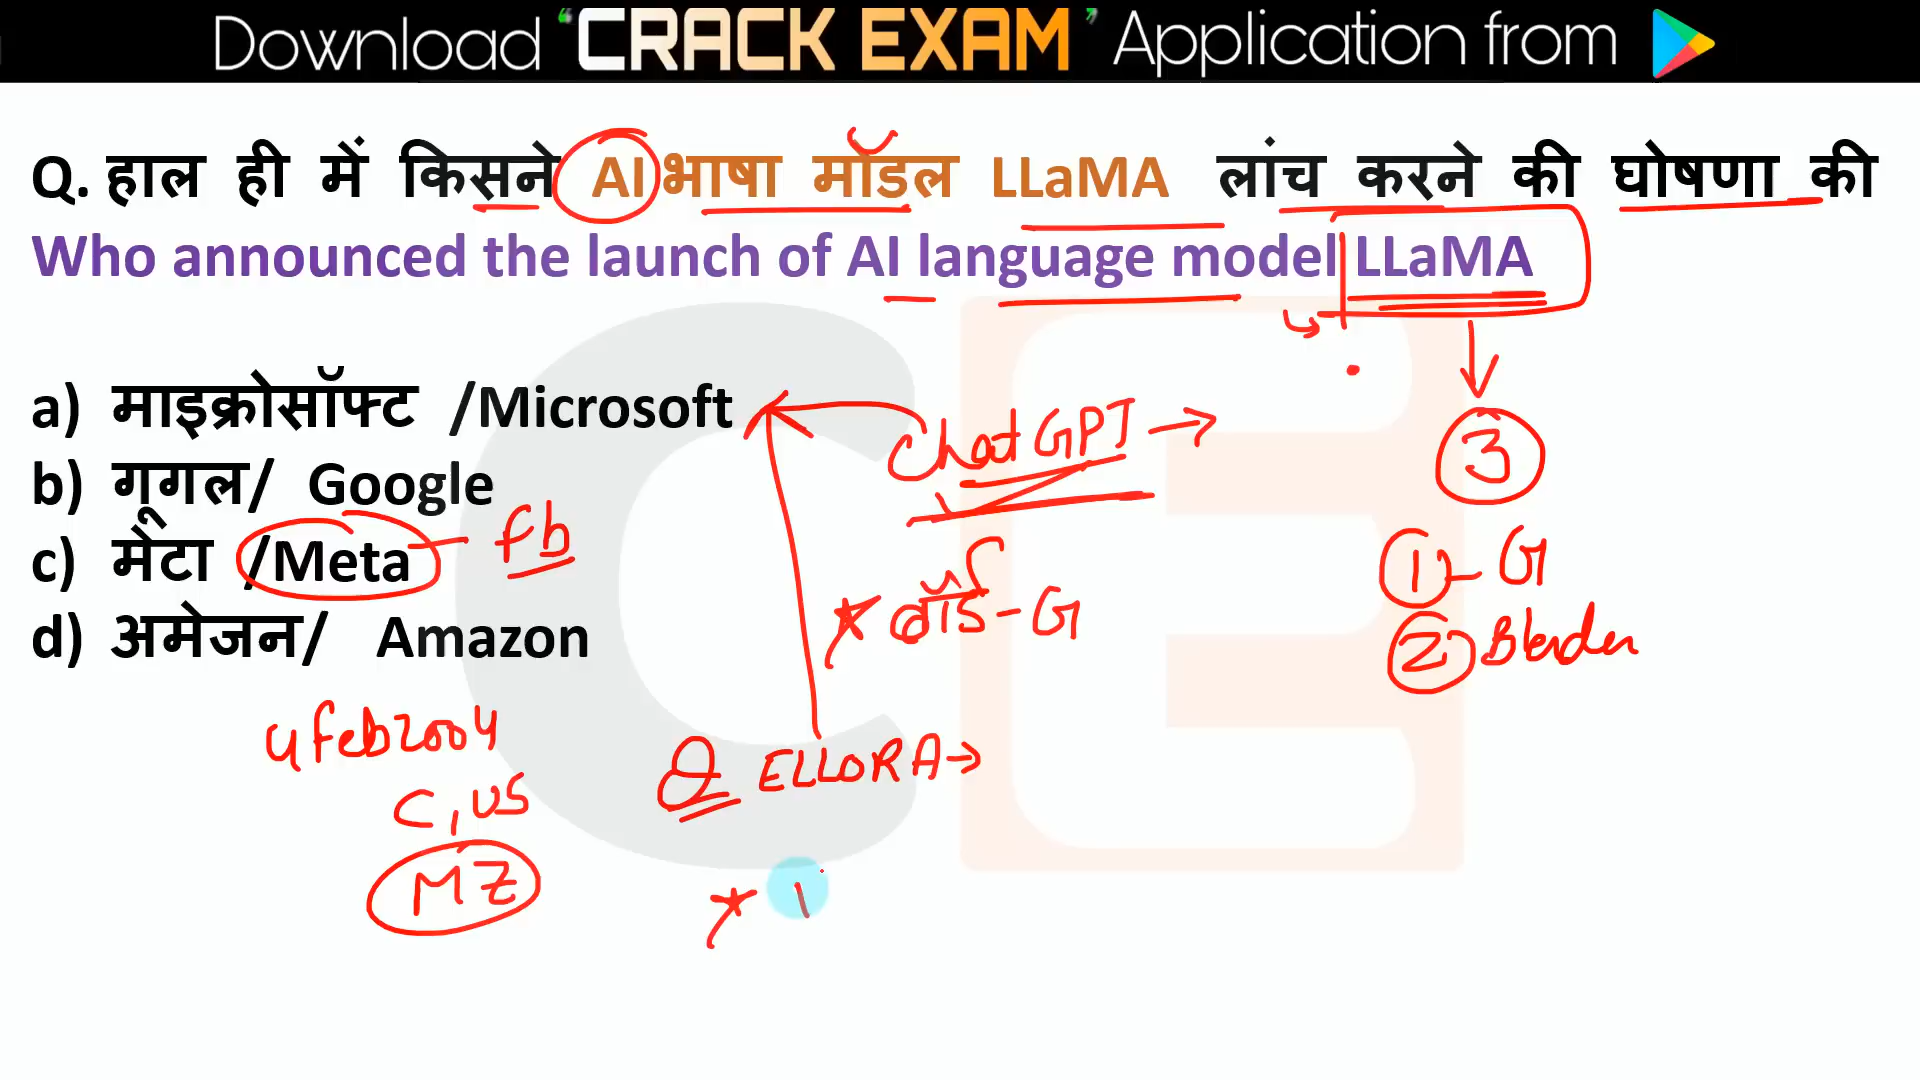 Download 'CRACK EXAM' Application from
Q. हाल ही में किसने AI भाषा मॉडल LLaMA लांच करने की घोषणा की
Who announced the launch of AI language model LLaMA
a) माइक्रोसॉफ्ट /Microsoft
b) गूगल/ Google
c) मेटा /Meta
d) अमेजन/ Amazon
fb
Chat GPT
3
1 - G
2 Blender
बॉर्ड - G
4 Feb 2004
C, US
MZ
Q ELLORA